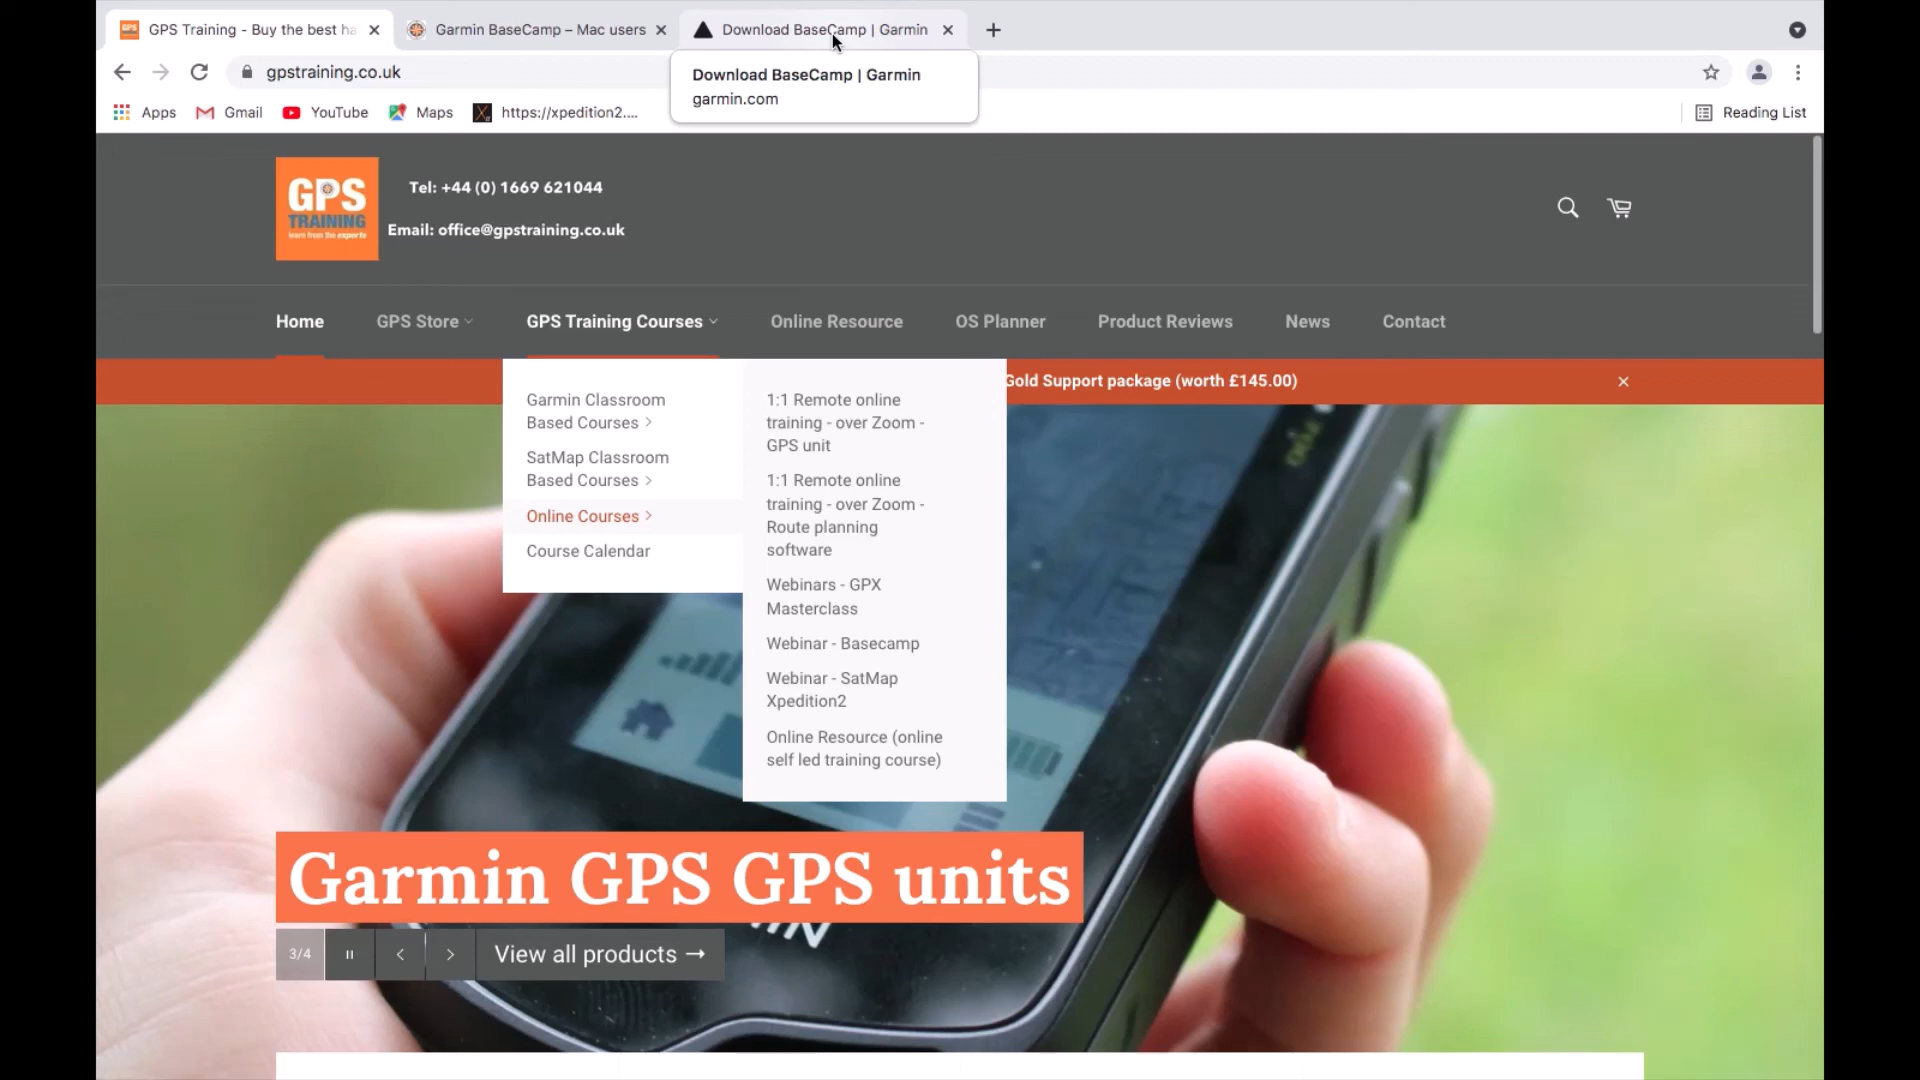 GPS Training - Buy the best ha
Garmin BaseCamp – Mac users
Download BaseCamp | Garmin
gpstraining.co.uk
Download BaseCamp | Garmin
garmin.com
Apps
Gmail
YouTube
Maps
https://xpedition2....
Reading List
GPS
TRAINING
learn from the experts
Tel: +44 (0) 1669 621044
Email: office@gpstraining.co.uk
Home
GPS Store
GPS Training Courses
Online Resource
OS Planner
Product Reviews
News
Contact
Gold Support package (worth £145.00)
Garmin Classroom
Based Courses
SatMap Classroom
Based Courses
Online Courses
Course Calendar
1:1 Remote online
training - over Zoom -
GPS unit
1:1 Remote online
training - over Zoom -
Route planning
software
Webinars - GPX
Masterclass
Webinar - Basecamp
Webinar - SatMap
Xpedition2
Online Resource (online
self led training course)
Garmin GPS GPS units
3/4
View all products →